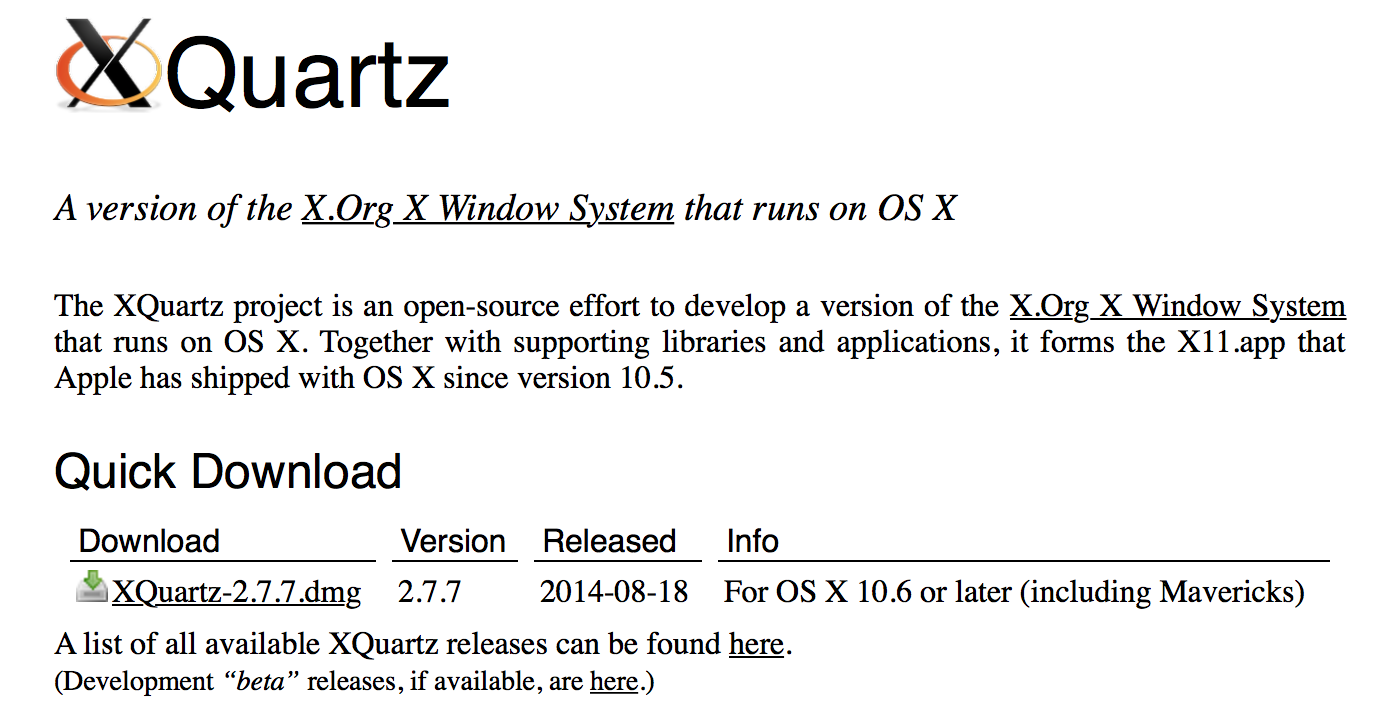 XQuartz
A version of the X.Org X Window System that runs on OS X
The XQuartz project is an open-source effort to develop a version of the X.Org X Window System
that runs on OS X. Together with supporting libraries and applications, it forms the X11.app that
Apple has shipped with OS X since version 10.5.
Quick Download
Download Version Released Info
XQuartz-2.7.7.dmg 2.7.7 2014-08-18 For OS X 10.6 or later (including Mavericks)
A list of all available XQuartz releases can be found here.
(Development “beta” releases, if available, are here.)